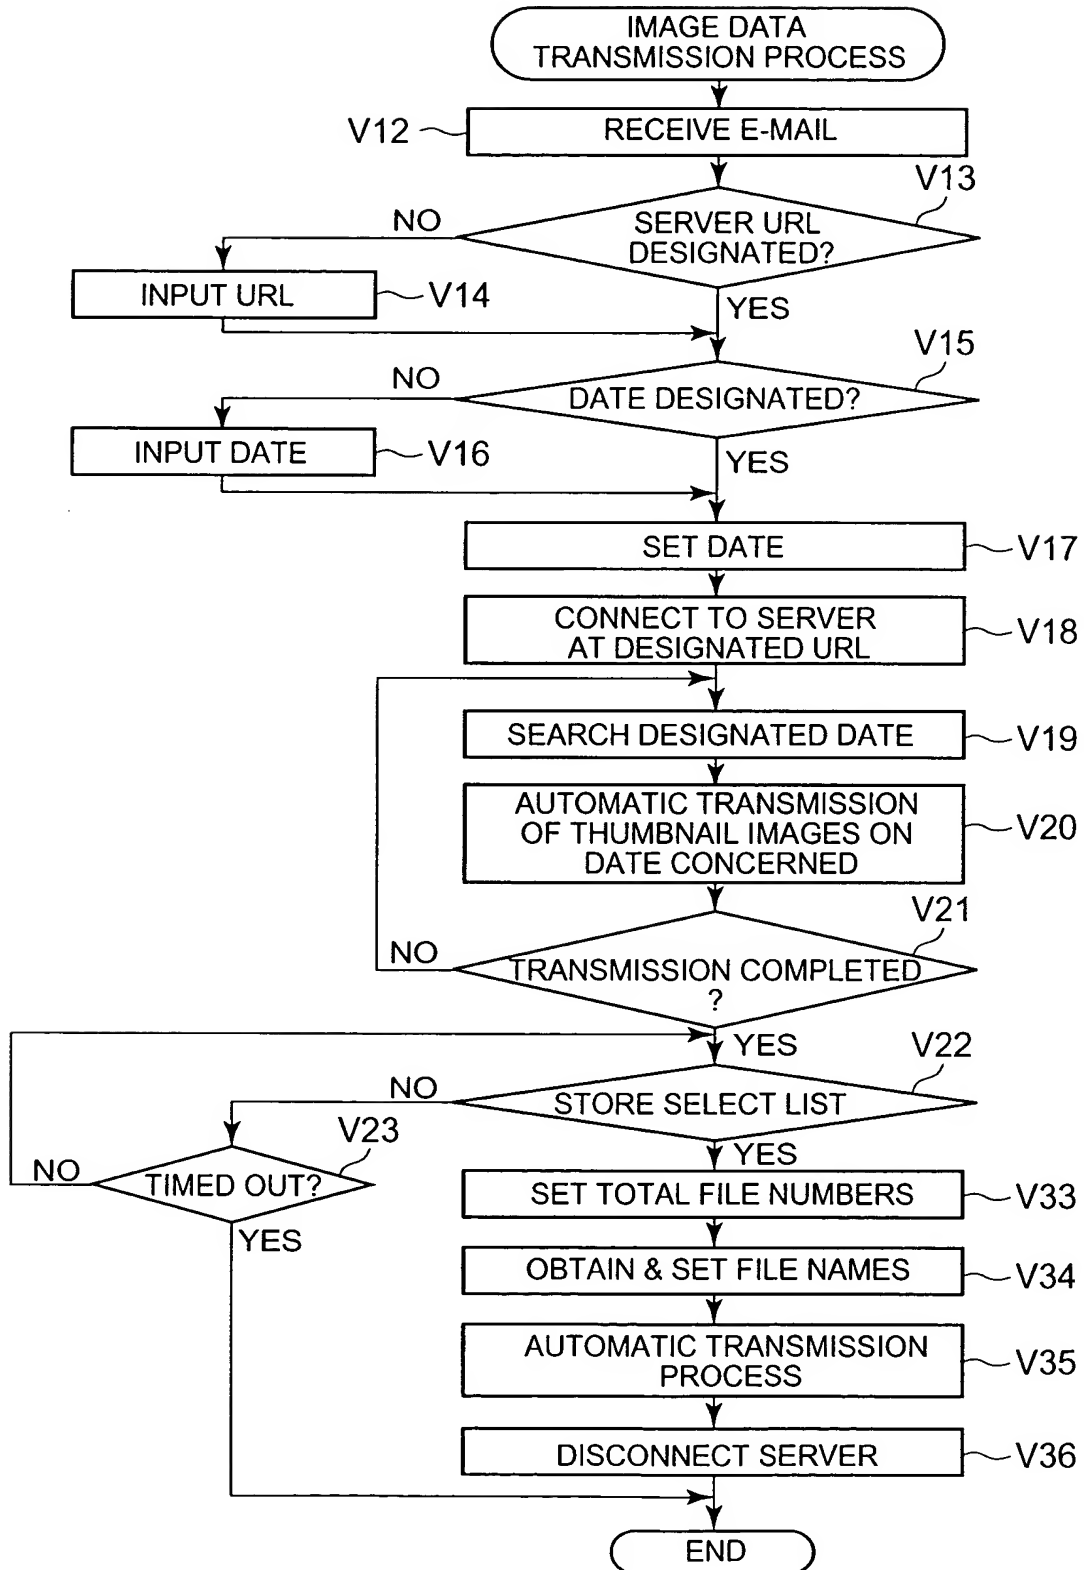 IMAGE DATA
TRANSMISSION PROCESS
V12
RECEIVE E-MAIL
V13
NO
SERVER URL
DESIGNATED?
INPUT URL
V14
YES
V15
NO
DATE DESIGNATED?
INPUT DATE
V16
YES
SET DATE
V17
CONNECT TO SERVER
AT DESIGNATED URL
V18
SEARCH DESIGNATED DATE
V19
AUTOMATIC TRANSMISSION
OF THUMBNAIL IMAGES ON
DATE CONCERNED
V20
V21
NO
TRANSMISSION COMPLETED
?
YES
V22
NO
STORE SELECT LIST
V23
YES
NO
TIMED OUT?
SET TOTAL FILE NUMBERS
V33
YES
OBTAIN & SET FILE NAMES
V34
AUTOMATIC TRANSMISSION
PROCESS
V35
DISCONNECT SERVER
V36
END